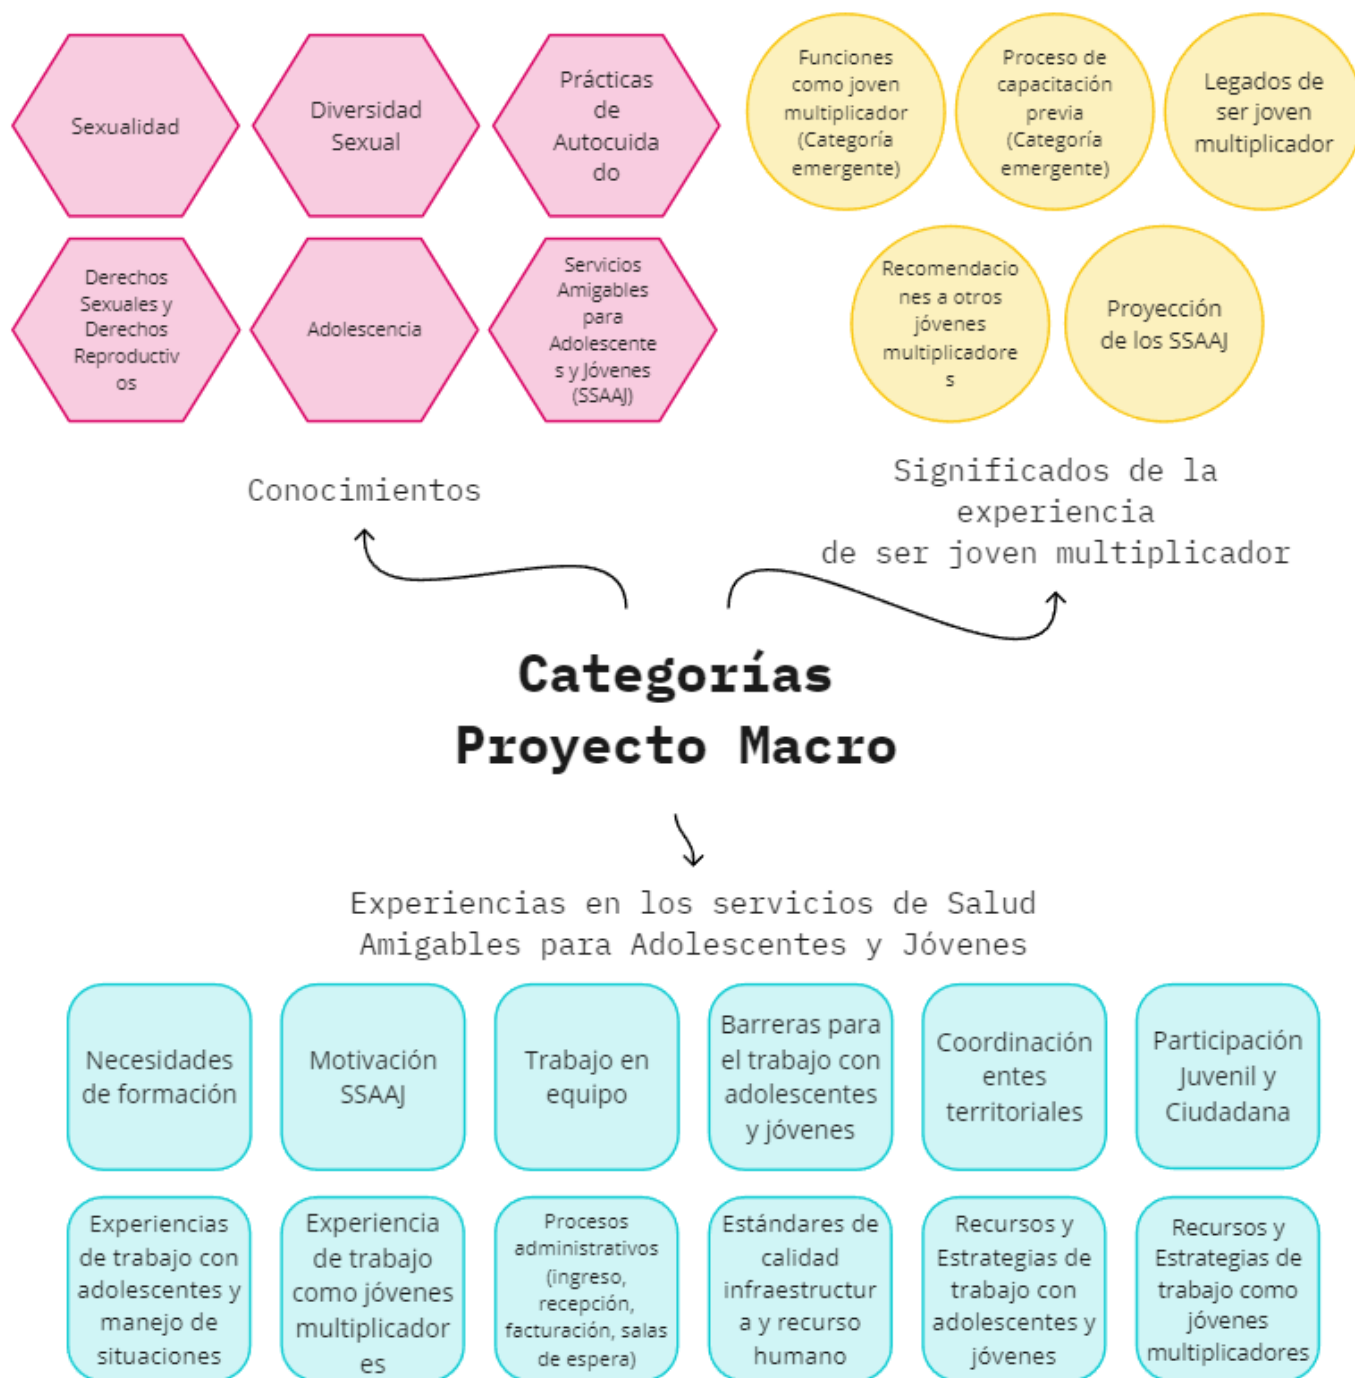 Sexualidad
Diversidad
Sexual
Prácticas
de
Autocuida
do
Funciones
como joven
multiplicador
(Categoría
emergente)
Proceso de
capacitación
previa
(Categoría
emergente)
Legados de
ser joven
multiplicador
Derechos
Sexuales y
Derechos
Reproductiv
os
Adolescencia
Servicios
Amigables
para
Adolescente
s y Jóvenes
(SSAAJ)
Recomendacio
nes a otros
jóvenes
multiplicadore
s
Proyección
de los SSAAJ
Conocimientos
Significados de la
experiencia
de ser joven multiplicador
Categorías
Proyecto Macro
Experiencias en los servicios de Salud
Amigables para Adolescentes y Jóvenes
Necesidades
de formación
Motivación
SSAAJ
Trabajo en
equipo
Barreras para
el trabajo con
adolescentes
y jóvenes
Coordinación
entes
territoriales
Participación
Juvenil y
Ciudadana
Experiencias
de trabajo con
adolescentes y
manejo de
situaciones
Experiencia
de trabajo
como jóvenes
multiplicador
es
Procesos
administrativos
(ingreso,
recepción,
facturación, salas
de espera)
Estándares de
calidad
infraestructur
a y recurso
humano
Recursos y
Estrategias de
trabajo con
adolescentes y
jóvenes
Recursos y
Estrategias de
trabajo como
jóvenes
multiplicadores